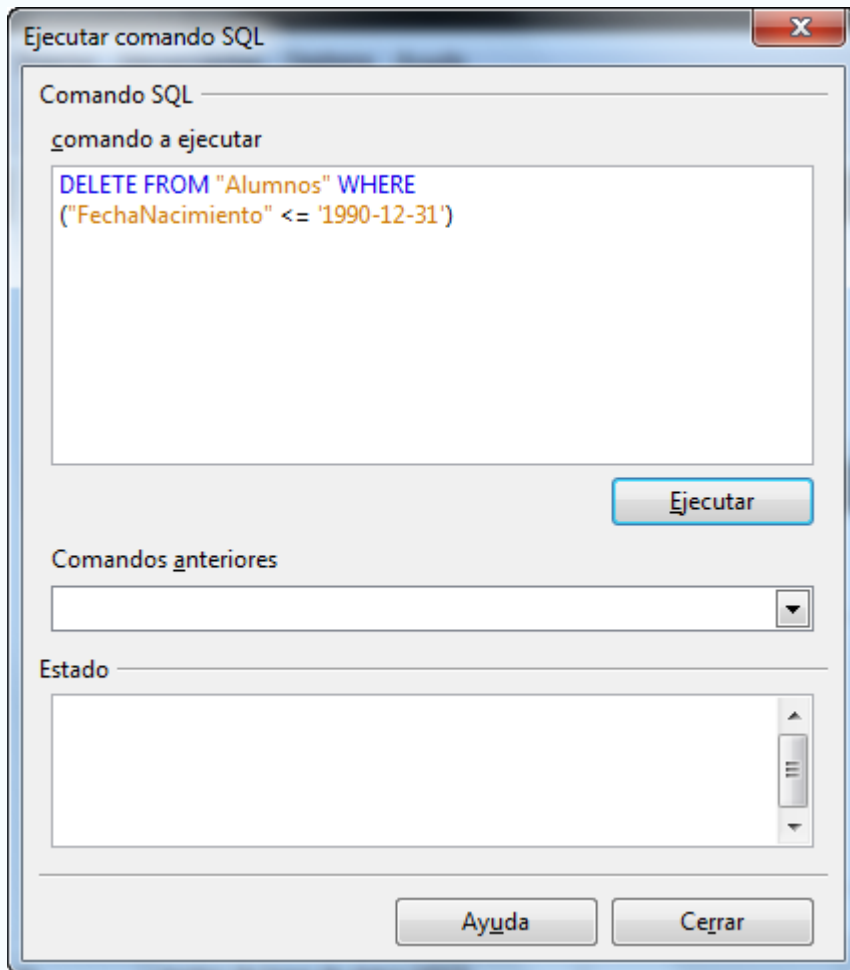 Ejecutar comando SQL
Comando SQL
comando a ejecutar
DELETE FROM "Alumnos" WHERE
("FechaNacimiento" <= '1990-12-31')
Ejecutar
Comandos anteriores
Estado
Ayuda
Cerrar